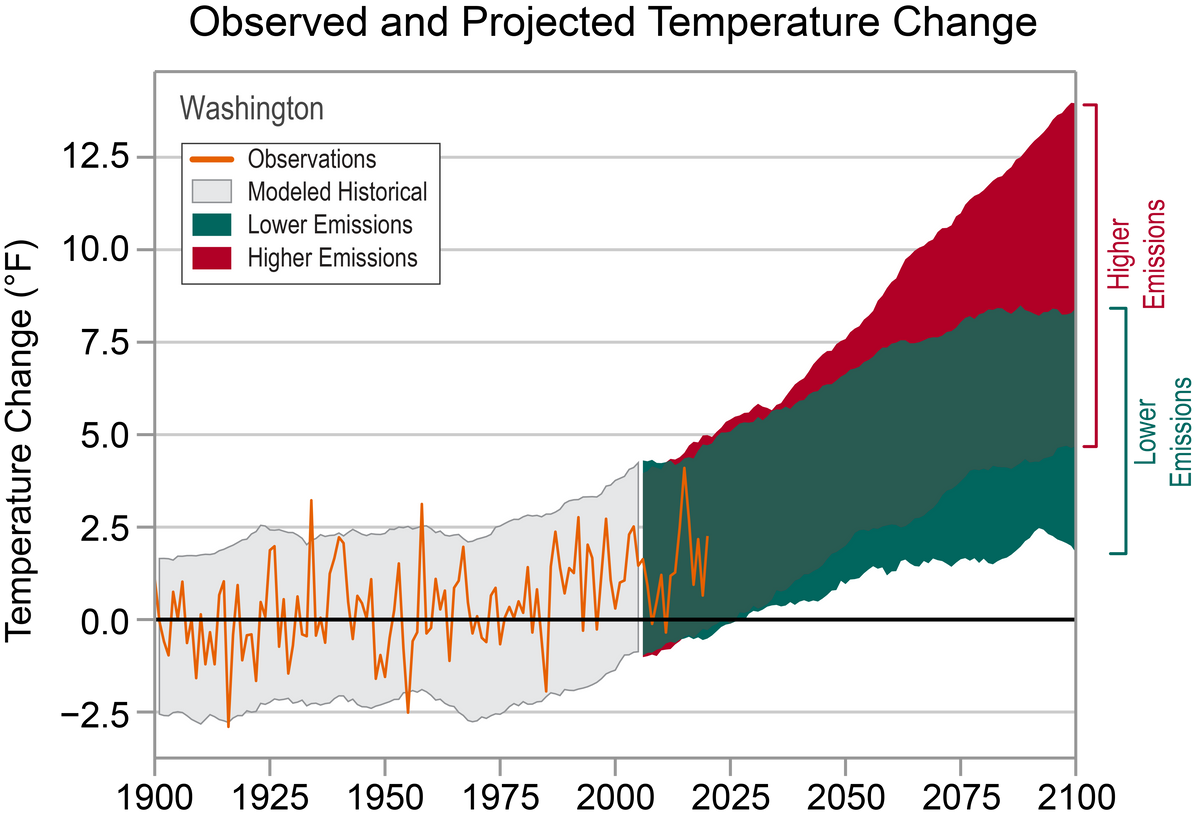 Observed and Projected Temperature Change
Washington
Observations
Modeled Historical
Lower Emissions
Higher Emissions
Temperature Change (°F)
12.5
10.0
7.5
5.0
2.5
0.0
−2.5
1900 1925 1950 1975 2000 2025 2050 2075 2100
Higher
Emissions
Lower
Emissions